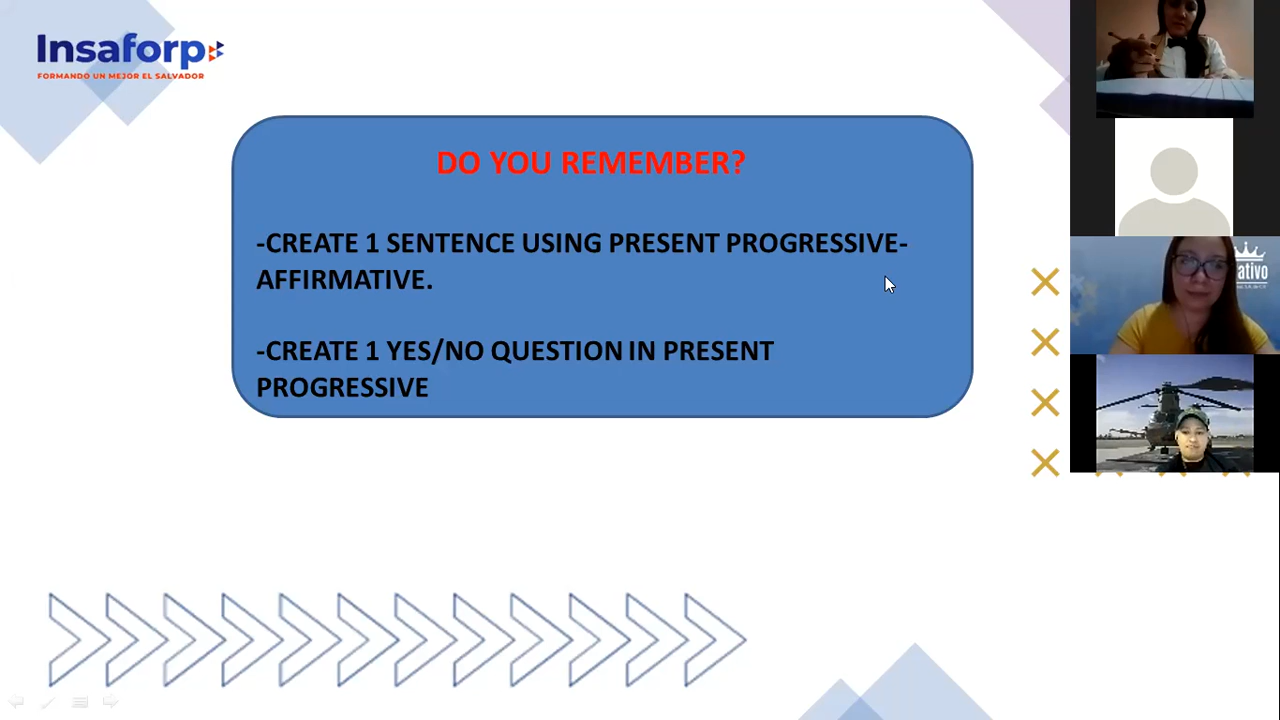 Insaforp
FORMANDO UN MEJOR EL SALVADOR
DO YOU REMEMBER?
-CREATE 1 SENTENCE USING PRESENT PROGRESSIVE-
AFFIRMATIVE.
-CREATE 1 YES/NO QUESTION IN PRESENT
PROGRESSIVE
ativo